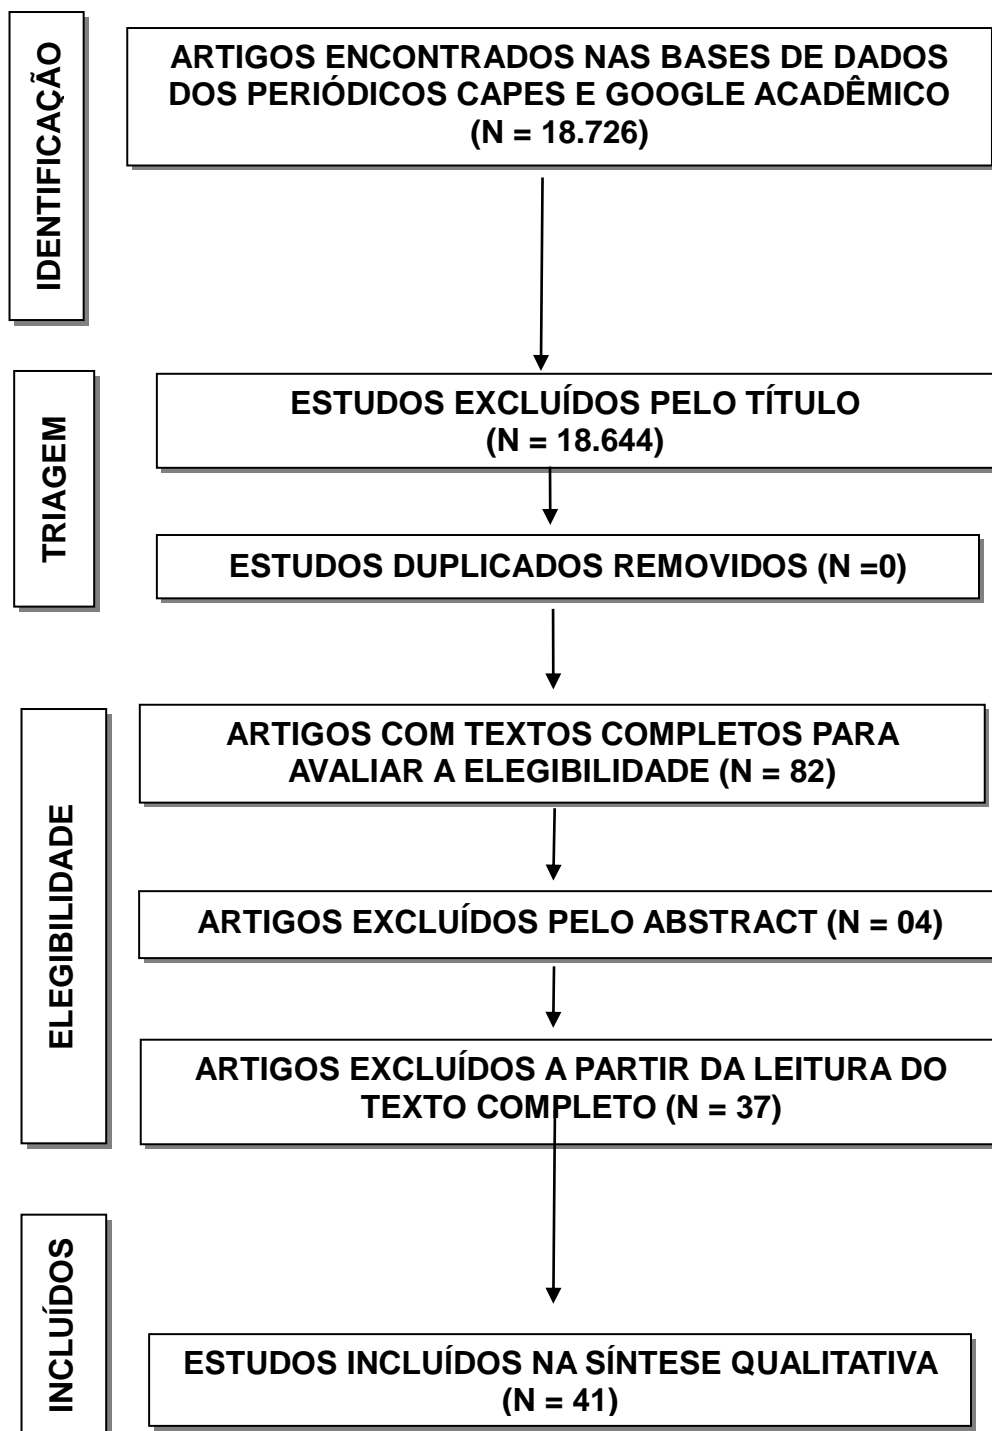 IDENTIFICAÇÃO
ARTIGOS ENCONTRADOS NAS BASES DE DADOS
DOS PERIÓDICOS CAPES E GOOGLE ACADÊMICO
(N = 18.726)
TRIAGEM
ESTUDOS EXCLUÍDOS PELO TÍTULO
(N = 18.644)
ESTUDOS DUPLICADOS REMOVIDOS (N =0)
ELEGIBILIDADE
ARTIGOS COM TEXTOS COMPLETOS PARA
AVALIAR A ELEGIBILIDADE (N = 82)
ARTIGOS EXCLUÍDOS PELO ABSTRACT (N = 04)
ARTIGOS EXCLUÍDOS A PARTIR DA LEITURA DO
TEXTO COMPLETO (N = 37)
INCLUÍDOS
ESTUDOS INCLUÍDOS NA SÍNTESE QUALITATIVA
(N = 41)